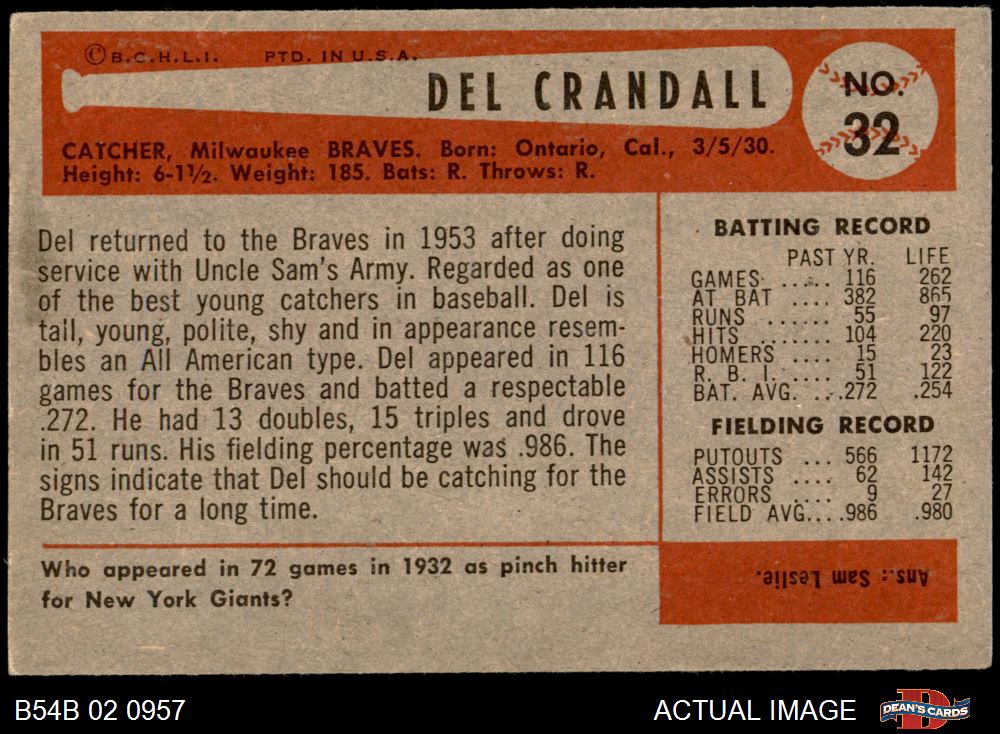 ©B.C.H.L.I. PTD. IN U.S.A.
DEL CRANDALL
NO.
32
CATCHER, Milwaukee BRAVES. Born: Ontario, Cal., 3/5/30.
Height: 6-1½. Weight: 185. Bats: R. Throws: R.
Del returned to the Braves in 1953 after doing
service with Uncle Sam's Army. Regarded as one
of the best young catchers in baseball. Del is
tall, young, polite, shy and in appearance resem-
bles an All American type. Del appeared in 116
games for the Braves and batted a respectable
.272. He had 13 doubles, 15 triples and drove
in 51 runs. His fielding percentage was .986. The
signs indicate that Del should be catching for the
Braves for a long time.
BATTING RECORD
PAST YR. LIFE
GAMES ..... 116 262
AT BAT .... 382 865
RUNS ...... 55 97
HITS ....... 104 220
HOMERS .... 15 23
R. B. I. .... 51 122
BAT. AVG. ...272 .254
FIELDING RECORD
PUTOUTS ... 566 1172
ASSISTS .... 62 142
ERRORS .... 9 27
FIELD AVG....986 .980
Who appeared in 72 games in 1932 as pinch hitter
for New York Giants?
Ans.: Sam Leslie.
B54B 02 0957
ACTUAL IMAGE
D
DEAN'S CARDS